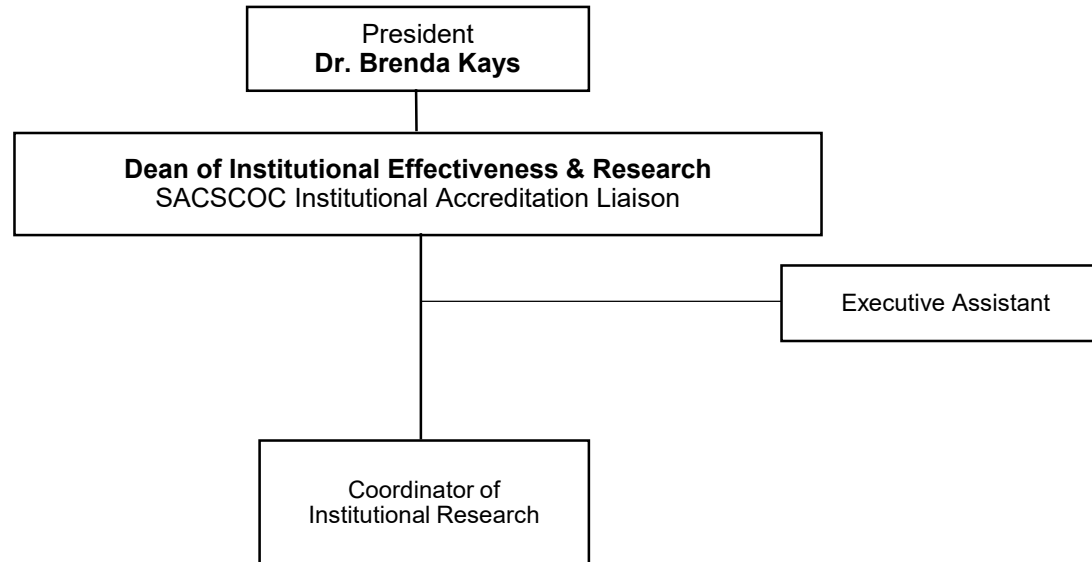 President
Dr. Brenda Kays
Dean of Institutional Effectiveness & Research
SACSCOC Institutional Accreditation Liaison
Executive Assistant
Coordinator of
Institutional Research